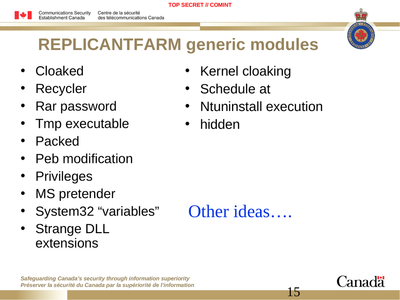 TOP SECRET // COMINT
Communications Security
Establishment Canada
Centre de la sécurité
des télécommunications Canada
REPLICANTFARM generic modules
• Cloaked
• Recycler
• Rar password
• Tmp executable
• Packed
• Peb modification
• Privileges
• MS pretender
• System32 “variables”
• Strange DLL
extensions
• Kernel cloaking
• Schedule at
• Ntuninstall execution
• hidden
Other ideas….
Safeguarding Canada's security through information superiority
Préserver la sécurité du Canada par la supériorité de l'information
15
Canada